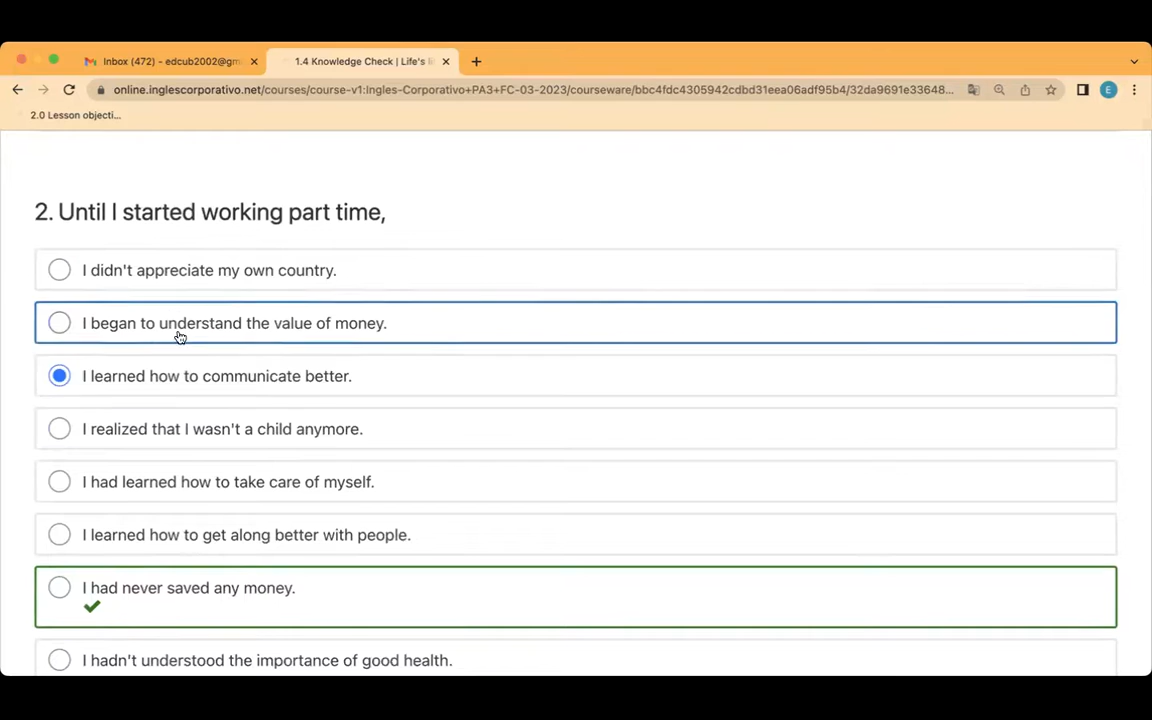 Inbox (472) - edcub2002@gm
1.4 Knowledge Check | Life's l
online.inglescorporativo.net/courses/course-v1:Ingles-Corporativo+PA3+FC-03-2023/courseware/bbc4fdc4305942cdbd31eea06adf95b4/32da9691e33648...
E
2.0 Lesson objecti...
2. Until I started working part time,
I didn't appreciate my own country.
I began to understand the value of money.
I learned how to communicate better.
I realized that I wasn't a child anymore.
I had learned how to take care of myself.
I learned how to get along better with people.
I had never saved any money.
I hadn't understood the importance of good health.